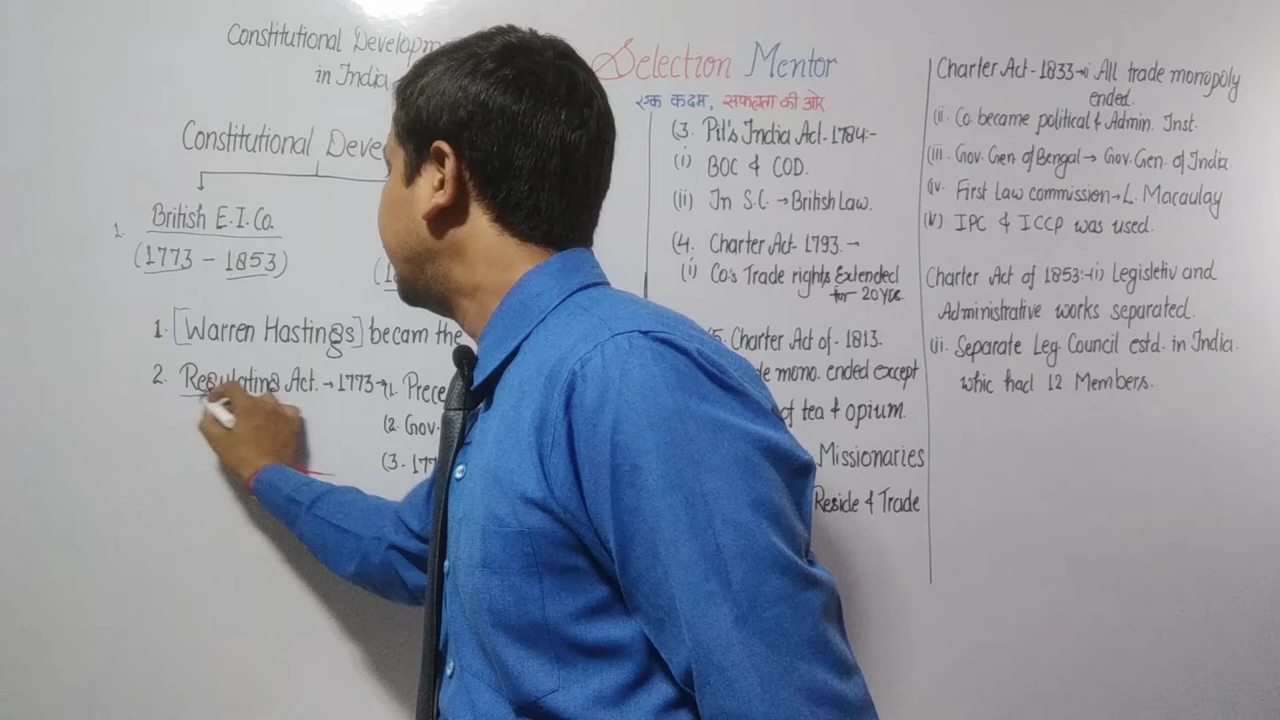 Constitutional Developm
in India
Constitutional Deve
1. British E.I.Co.
(1773 - 1853)
1. [Warren Hastings] becam the
2. Regulating Act. → 1773 → 1. Prece
(2. Gov.
(3- 177
Selection Mentor
एक कदम, सफलता की ओर
(3. Pit's India Act-1784:-
(i) BOC & COD.
(ii) In S.C. → British Law.
(4. Charter Act- 1793. →
(i) Co's Trade rights Extended
for 20 Yrs.
5. Charter Act of - 1813.
de mono. ended except
of tea & opium.
Missionaries
Reside & Trade
Charter Act - 1833 → i All trade monopoly
ended.
(ii. Co. became political & Admin. Inst.
(iii. Gov. Gen. of Bengal → Gov. Gen. of India
(iv. First Law commission → L. Macaulay
(v) IPC & ICCP was used.
Charter Act of 1853:-(i) Legisletiv and
Administrative works separated.
(ii. Separate Leg. Council estd. in India.
whic had 12 Members.